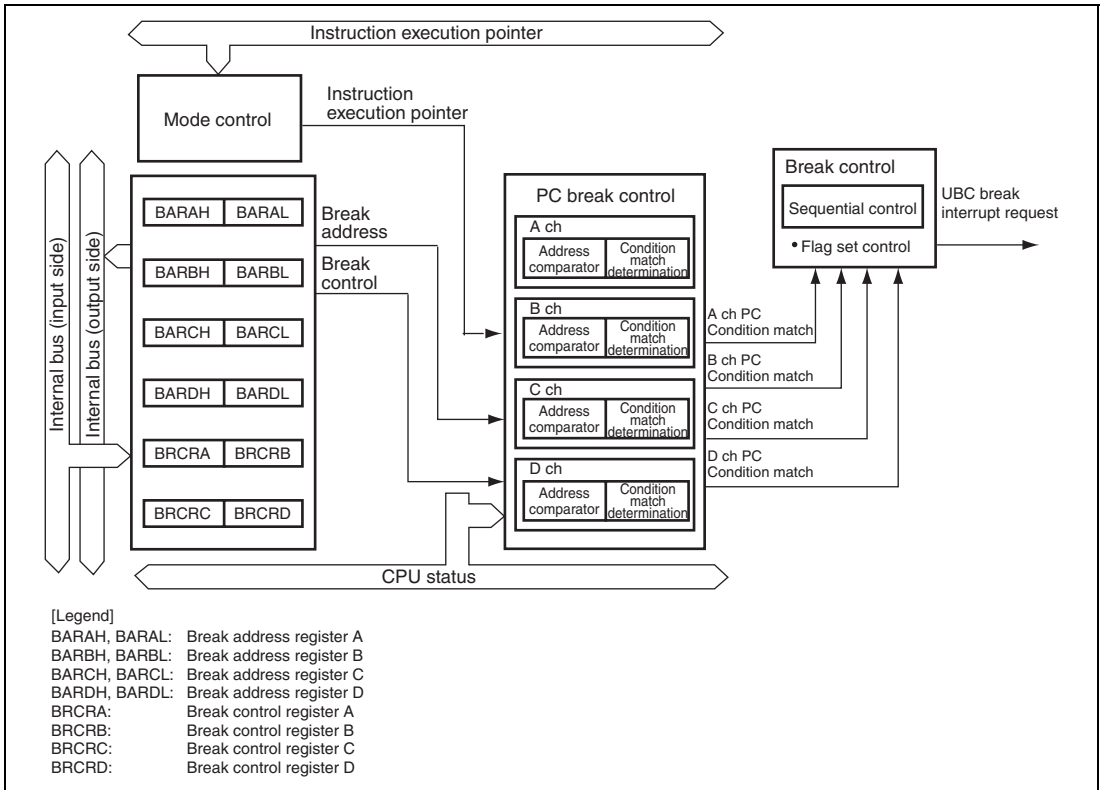 Instruction execution pointer
Mode control
Instruction
execution pointer
Internal bus (input side)
Internal bus (output side)
BARAH BARAL
BARBH BARBL
BARCH BARCL
BARDH BARDL
BRCRA BRCRB
BRCRC BRCRD
Break
address
Break
control
PC break control
A ch
Address
comparator
Condition
match
determination
B ch
Address
comparator
Condition
match
determination
C ch
Address
comparator
Condition
match
determination
D ch
Address
comparator
Condition
match
determination
A ch PC
Condition match
B ch PC
Condition match
C ch PC
Condition match
D ch PC
Condition match
Break control
Sequential control
• Flag set control
UBC break
interrupt request
CPU status
[Legend]
BARAH, BARAL: Break address register A
BARBH, BARBL: Break address register B
BARCH, BARCL: Break address register C
BARDH, BARDL: Break address register D
BRCRA: Break control register A
BRCRB: Break control register B
BRCRC: Break control register C
BRCRD: Break control register D